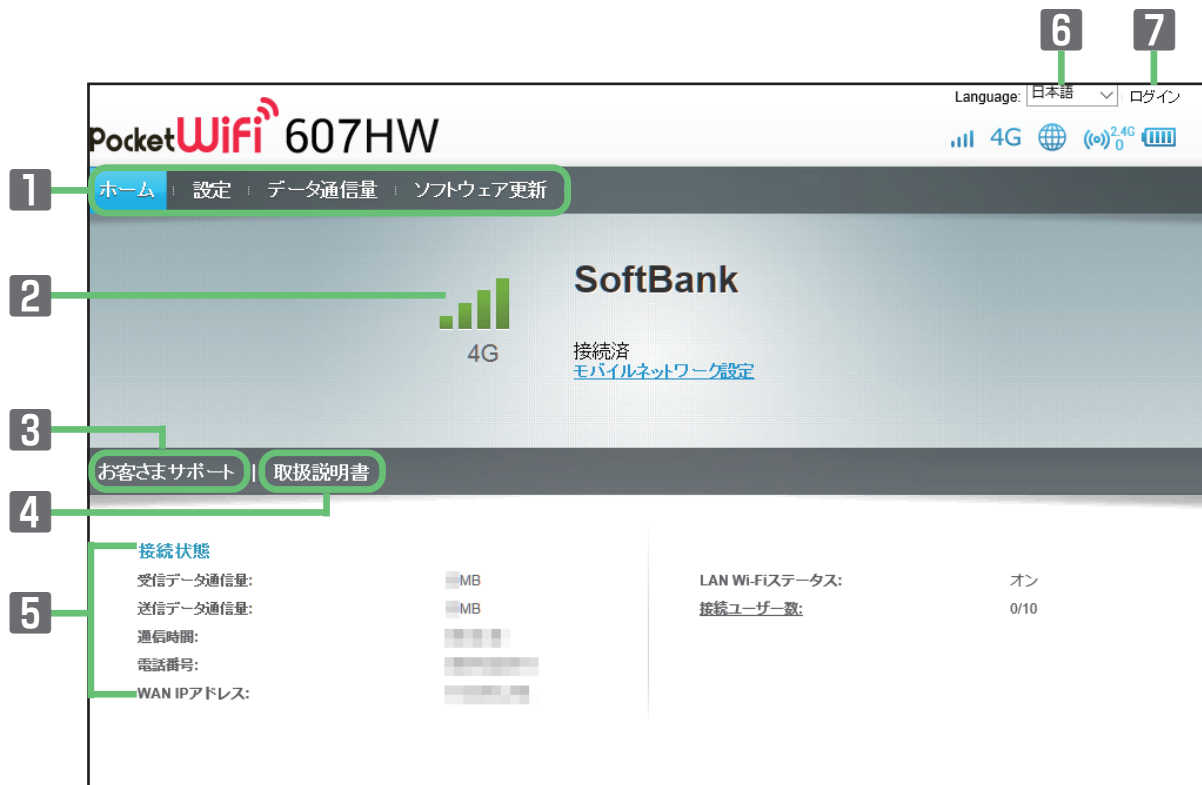 6 7
Language: 日本語 ログイン
PocketWiFi 607HW
4G 2.4G 0
1 ホーム 設定 データ通信量 ソフトウェア更新
2 SoftBank
4G 接続済
モバイルネットワーク設定
3
お客さまサポート | 取扱説明書
4
接続状態
受信データ通信量: MB LAN Wi-Fiステータス: オン
5 送信データ通信量: MB 接続ユーザー数: 0/10
通信時間:
電話番号:
WAN IPアドレス: